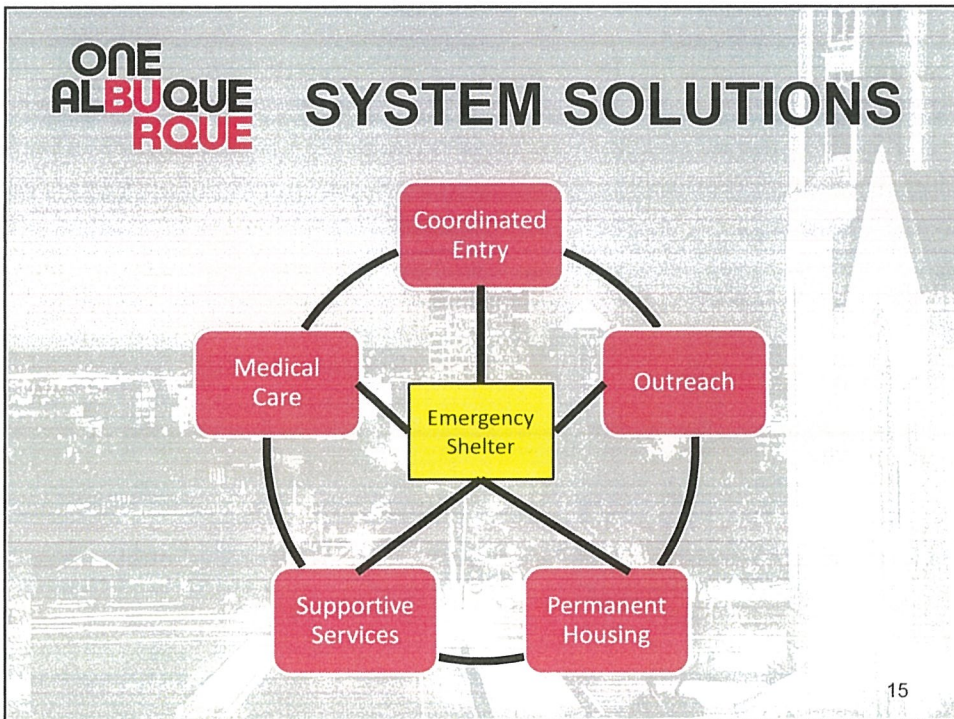 ONE
ALBUQUE
RQUE
SYSTEM SOLUTIONS
Coordinated
Entry
Medical
Care
Outreach
Emergency
Shelter
Supportive
Services
Permanent
Housing
15